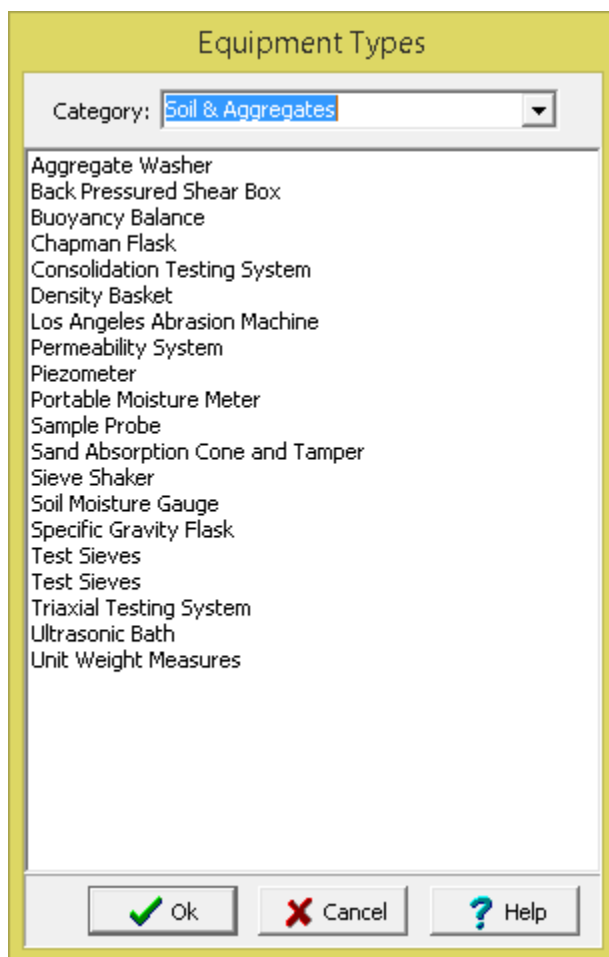 Equipment Types
Category: Soil & Aggregates
Aggregate Washer
Back Pressured Shear Box
Buoyancy Balance
Chapman Flask
Consolidation Testing System
Density Basket
Los Angeles Abrasion Machine
Permeability System
Piezometer
Portable Moisture Meter
Sample Probe
Sand Absorption Cone and Tamper
Sieve Shaker
Soil Moisture Gauge
Specific Gravity Flask
Test Sieves
Test Sieves
Triaxial Testing System
Ultrasonic Bath
Unit Weight Measures
Ok Cancel ? Help